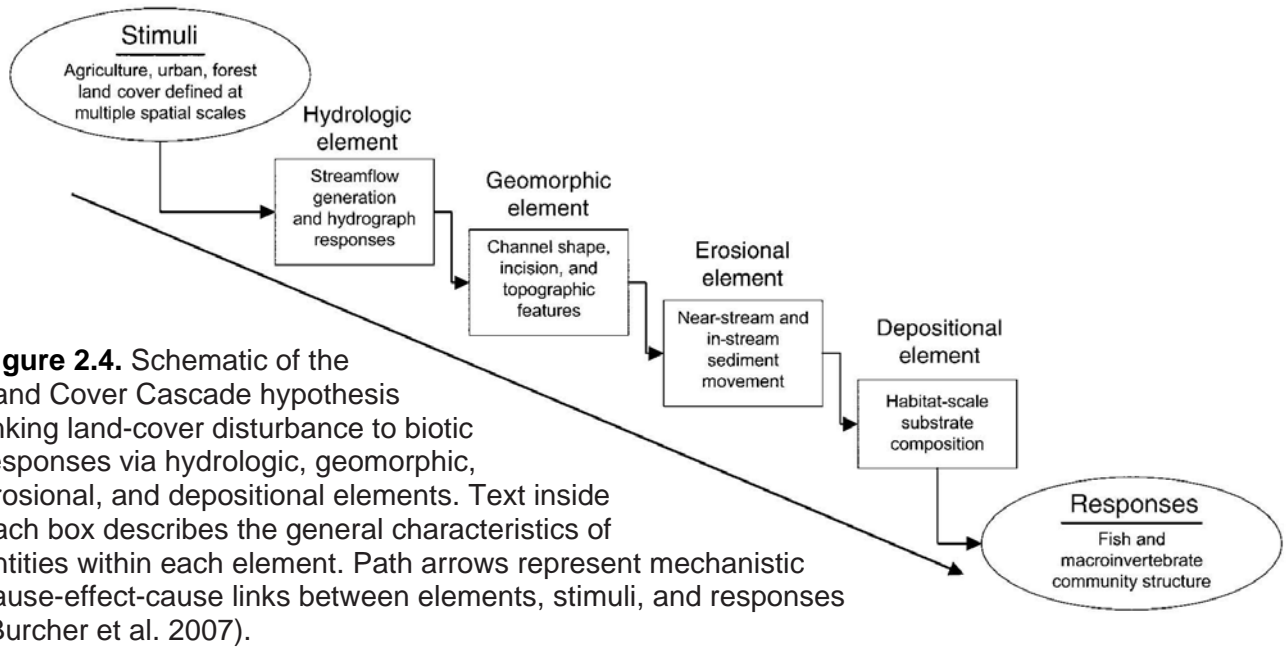 Stimuli
Agriculture, urban, forest
land cover defined at
multiple spatial scales
Hydrologic
element
Streamflow
generation
and hydrograph
responses
Geomorphic
element
Channel shape,
incision, and
topographic
features
Erosional
element
Near-stream and
in-stream
sediment
movement
Depositional
element
Habitat-scale
substrate
composition
Responses
Fish and
macroinvertebrate
community structure
igure 2.4. Schematic of the
and Cover Cascade hypothesis
nking land-cover disturbance to biotic
esponses via hydrologic, geomorphic,
rosional, and depositional elements. Text inside
ach box describes the general characteristics of
ntities within each element. Path arrows represent mechanistic
ause-effect-cause links between elements, stimuli, and responses
Burcher et al. 2007).